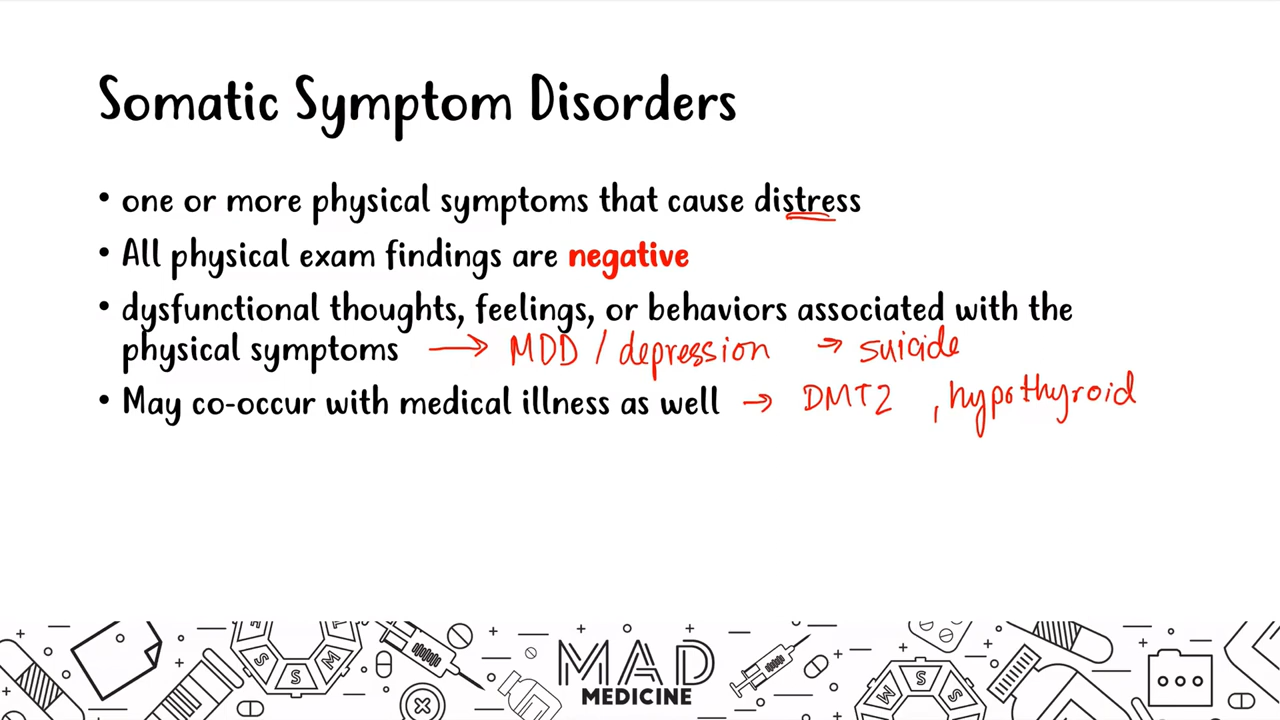 Somatic Symptom Disorders
• one or more physical symptoms that cause distress
• All physical exam findings are negative
• dysfunctional thoughts, feelings, or behaviors associated with the
physical symptoms → MDD / depression → suicide
• May co-occur with medical illness as well → DMT2 , hypothyroid
MAD
MEDICINE